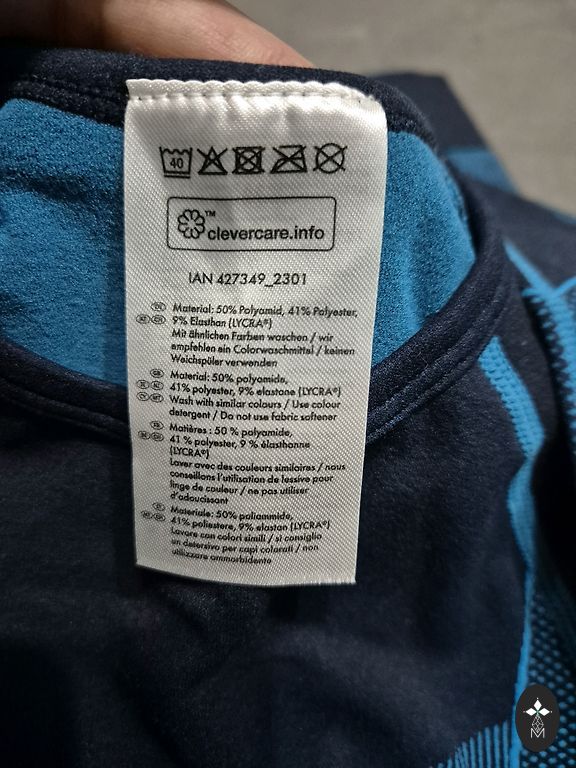 40
™
clevercare.info
IAN 427349_2301
Material: 50% Polyamid, 41% Polyester,
9% Elasthan (LYCRA®)
Mit ähnlichen Farben waschen / wir
empfehlen ein Colorwaschmittel / keinen
Weichspüler verwenden
GB Material: 50% polyamide,
41% polyester, 9% elastane (LYCRA®)
Wash with similar colours / Use colour
detergent / Do not use fabric softener
Matières : 50 % polyamide,
41 % polyester, 9 % élasthanne
(LYCRA®)
Laver avec des couleurs similaires / nous
conseillons l'utilisation de lessive pour
linge de couleur / ne pas utiliser
d'adoucissant
Materiale: 50% poliammide,
41% poliestere, 9% elastan (LYCRA®)
Lavare con colori simili / si consiglia
un detersivo per capi colorati / non
utilizzare ammorbidente
M